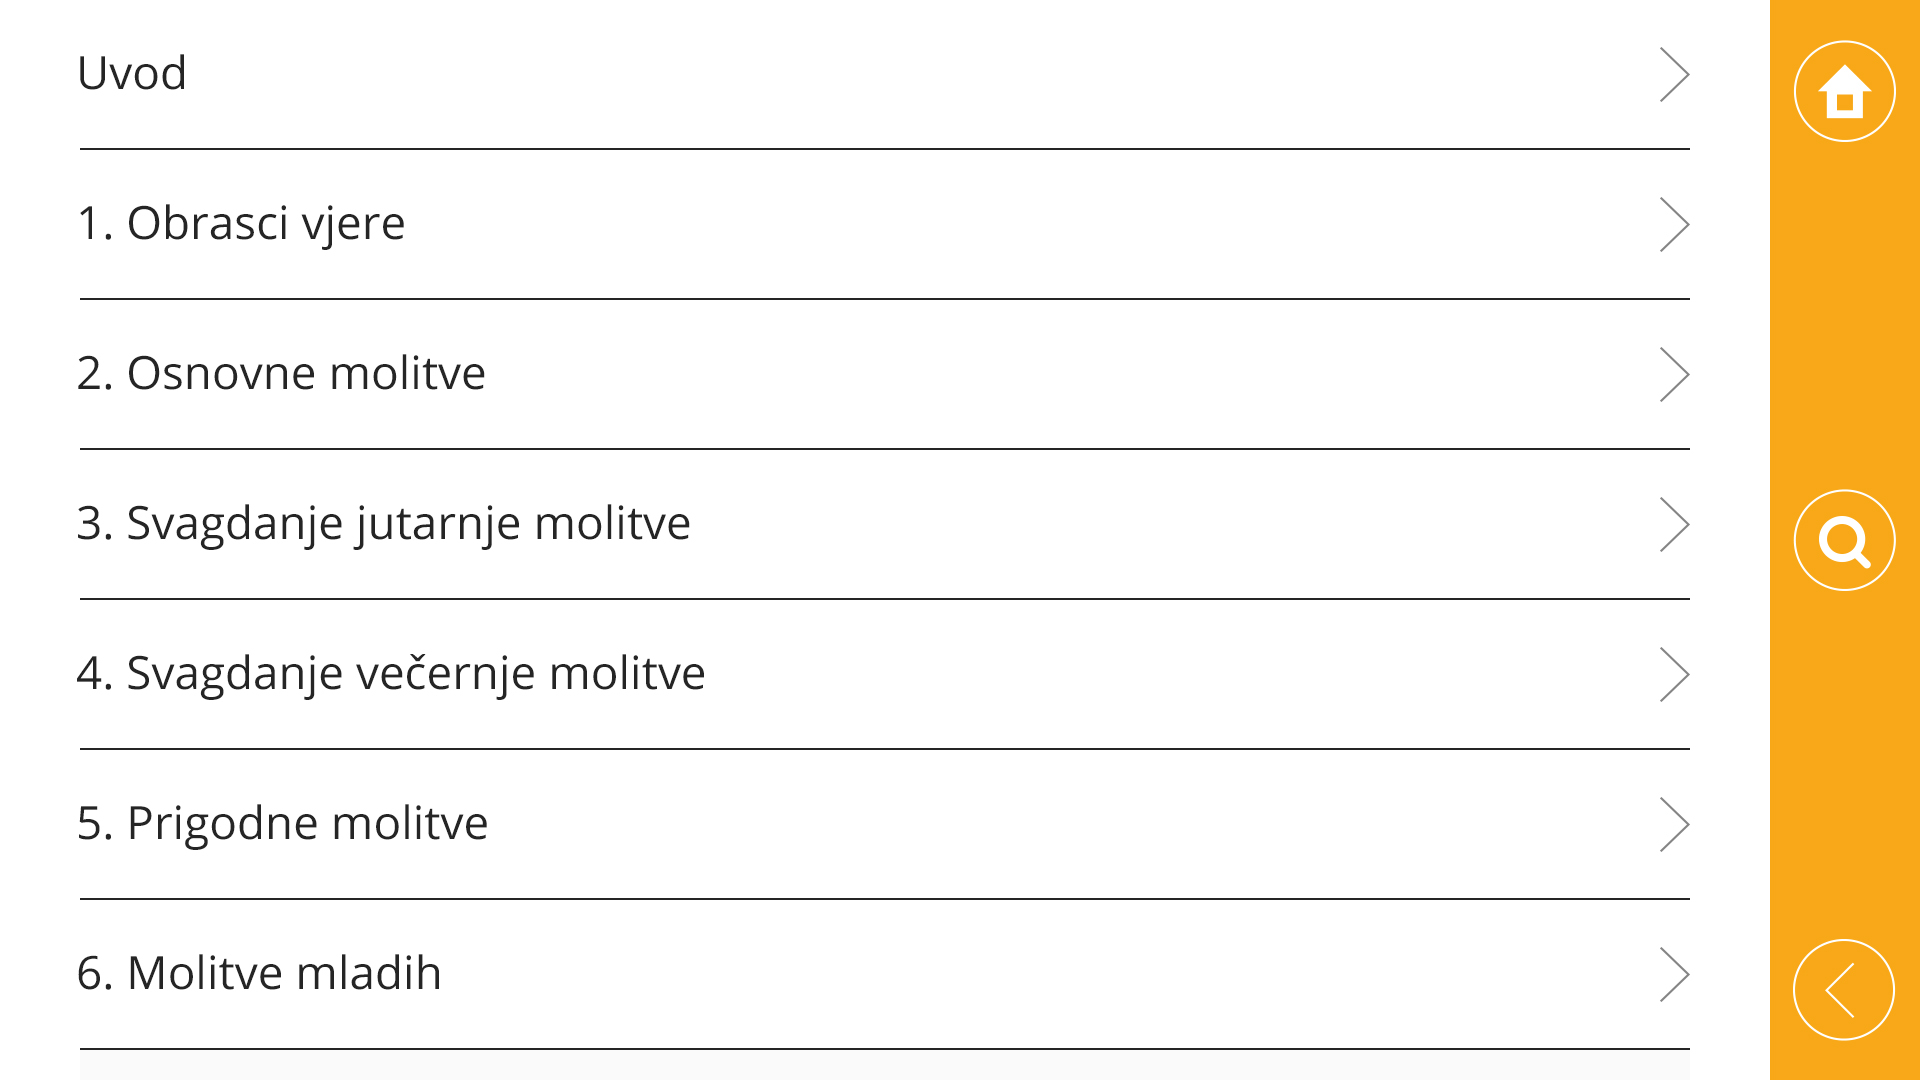 Uvod
1. Obrasci vjere
2. Osnovne molitve
3. Svagdanje jutarnje molitve
4. Svagdanje večernje molitve
5. Prigodne molitve
6. Molitve mladih